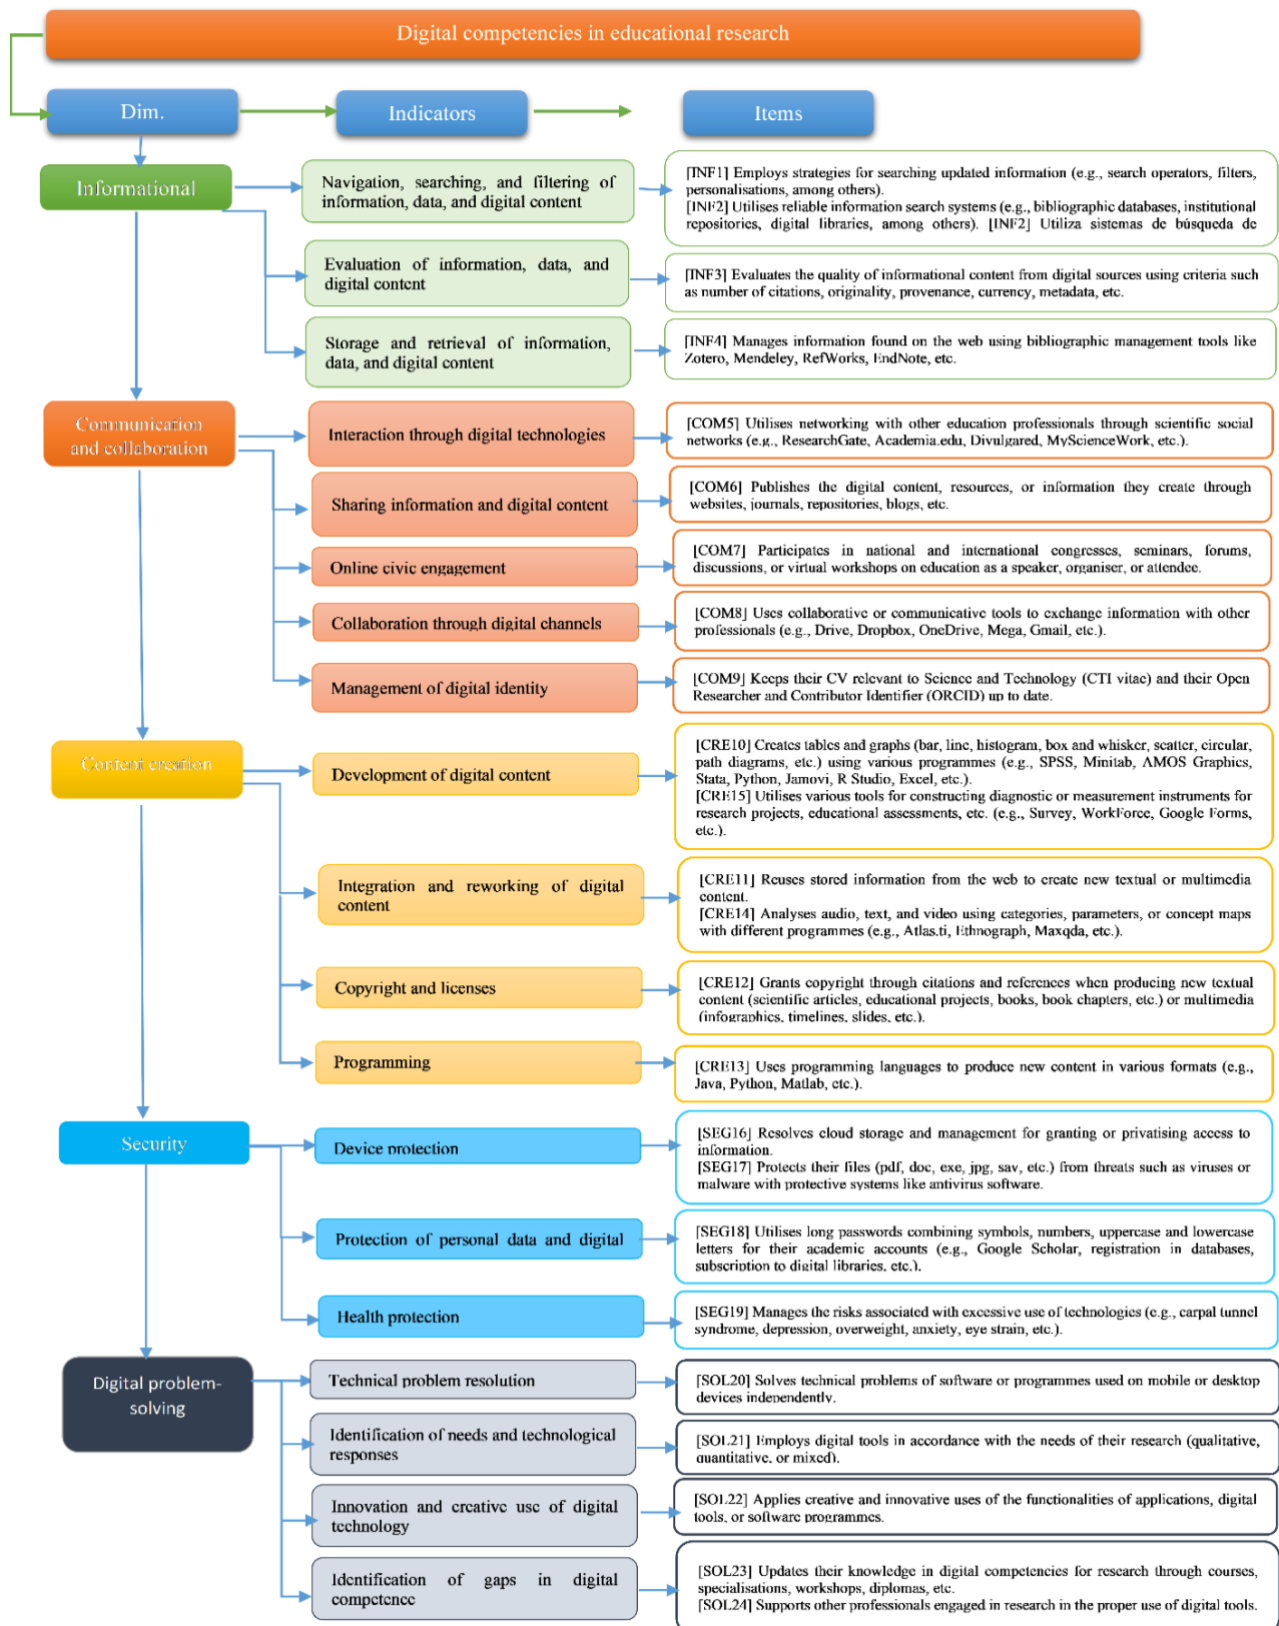 Digital competencies in educational research
Dim.
Indicators
Items
Informational
Navigation, searching, and filtering of
information, data, and digital content
[INF1] Employs strategies for searching updated information (e.g., search operators, filters,
personalisations, among others).
[INF2] Utilises reliable information search systems (e.g., bibliographic databases, institutional
repositories, digital libraries, among others). [INF2] Utiliza sistemas de búsqueda de
Evaluation of information, data, and
digital content
[INF3] Evaluates the quality of informational content from digital sources using criteria such
as number of citations, originality, provenance, currency, metadata, etc.
Storage and retrieval of information,
data, and digital content
[INF4] Manages information found on the web using bibliographic management tools like
Zotero, Mendeley, RefWorks, EndNote, etc.
Communication
and collaboration
Interaction through digital technologies
[COM5] Utilises networking with other education professionals through scientific social
networks (e.g., ResearchGate, Academia.edu, Divulgared, MyScienceWork, etc.).
Sharing information and digital content
[COM6] Publishes the digital content, resources, or information they create through
websites, journals, repositories, blogs, etc.
Online civic engagement
[COM7] Participates in national and international congresses, seminars, forums,
discussions, or virtual workshops on education as a speaker, organiser, or attendee.
Collaboration through digital channels
[COM8] Uses collaborative or communicative tools to exchange information with other
professionals (e.g., Drive, Dropbox, OneDrive, Mega, Gmail, etc.).
Management of digital identity
[COM9] Keeps their CV relevant to Science and Technology (CTI vitae) and their Open
Researcher and Contributor Identifier (ORCID) up to date.
Content creation
Development of digital content
[CRE10] Creates tables and graphs (bar, line, histogram, box and whisker, scatter, circular,
path diagrams, etc.) using various programmes (e.g., SPSS, Minitab, AMOS Graphics,
Stata, Python, Jamovi, R Studio, Excel, etc.).
[CRE15] Utilises various tools for constructing diagnostic or measurement instruments for
research projects, educational assessments, etc. (e.g., Survey, WorkForce, Google Forms,
etc.).
Integration and reworking of digital
content
[CRE11] Reuses stored information from the web to create new textual or multimedia
content.
[CRE14] Analyses audio, text, and video using categories, parameters, or concept maps
with different programmes (e.g., Atlas.ti, Ethnograph, Maxqda, etc.).
Copyright and licenses
[CRE12] Grants copyright through citations and references when producing new textual
content (scientific articles, educational projects, books, book chapters, etc.) or multimedia
(infographics, timelines, slides, etc.).
Programming
[CRE13] Uses programming languages to produce new content in various formats (e.g.,
Java, Python, Matlab, etc.).
Security
Device protection
[SEG16] Resolves cloud storage and management for granting or privatising access to
information.
[SEG17] Protects their files (pdf, doc, exe, jpg, sav, etc.) from threats such as viruses or
malware with protective systems like antivirus software.
Protection of personal data and digital
[SEG18] Utilises long passwords combining symbols, numbers, uppercase and lowercase
letters for their academic accounts (e.g., Google Scholar, registration in databases,
subscription to digital libraries, etc.).
Health protection
[SEG19] Manages the risks associated with excessive use of technologies (e.g., carpal tunnel
syndrome, depression, overweight, anxiety, eye strain, etc.).
Digital problem-
solving
Technical problem resolution
[SOL20] Solves technical problems of software or programmes used on mobile or desktop
devices independently.
Identification of needs and technological
responses
[SOL21] Employs digital tools in accordance with the needs of their research (qualitative,
quantitative, or mixed).
Innovation and creative use of digital
technology
[SOL22] Applies creative and innovative uses of the functionalities of applications, digital
tools, or software programmes.
Identification of gaps in digital
competence
[SOL23] Updates their knowledge in digital competencies for research through courses,
specialisations, workshops, diplomas, etc.
[SOL24] Supports other professionals engaged in research in the proper use of digital tools.